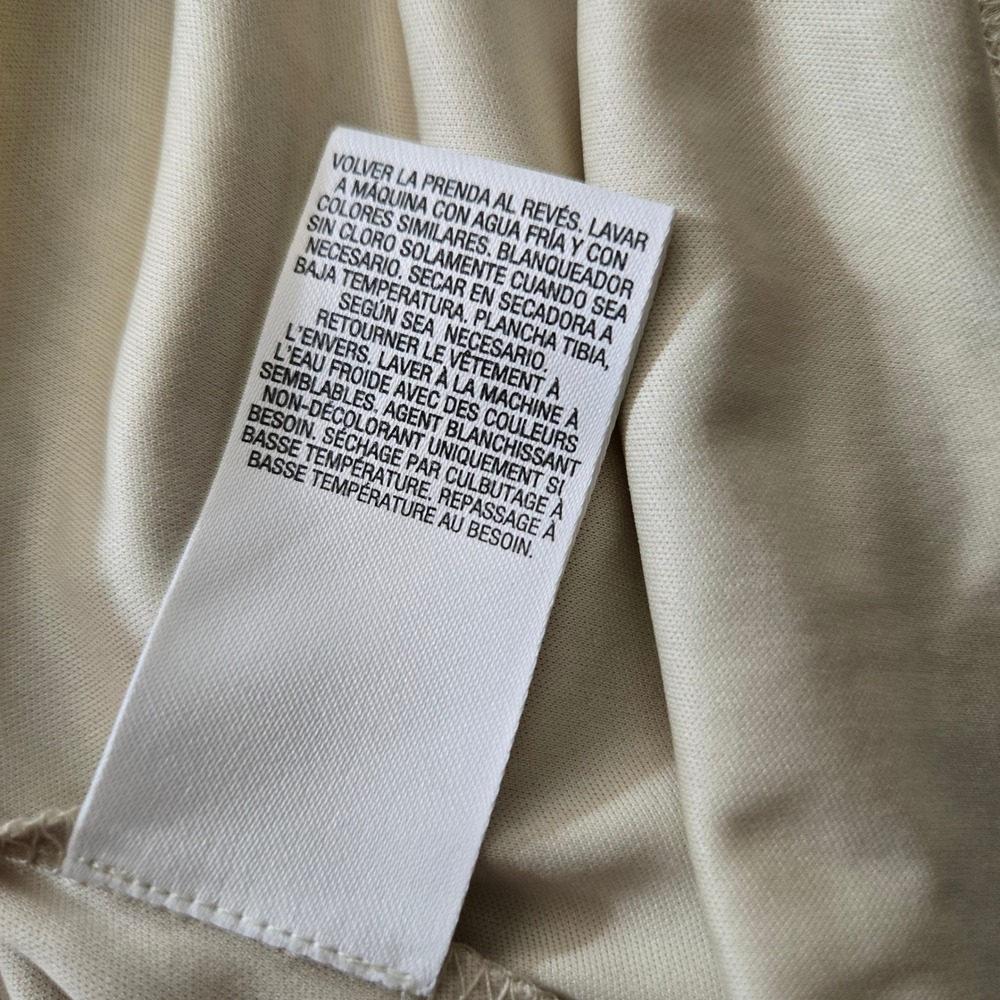 VOLVER LA PRENDA AL REVÉS. LAVAR
A MÁQUINA CON AGUA FRÍA Y CON
COLORES SIMILARES. BLANQUEADOR
SIN CLORO SOLAMENTE CUANDO SEA
NECESARIO. SECAR EN SECADORA A
BAJA TEMPERATURA. PLANCHA TIBIA,
SEGÚN SEA NECESARIO.
RETOURNER LE VÊTEMENT À
L'ENVERS. LAVER À LA MACHINE À
L'EAU FROIDE AVEC DES COULEURS
SEMBLABLES. AGENT BLANCHISSANT
NON-DÉCOLORANT UNIQUEMENT SI
BESOIN. SÉCHAGE PAR CULBUTAGE À
BASSE TEMPÉRATURE. REPASSAGE À
BASSE TEMPÉRATURE AU BESOIN.